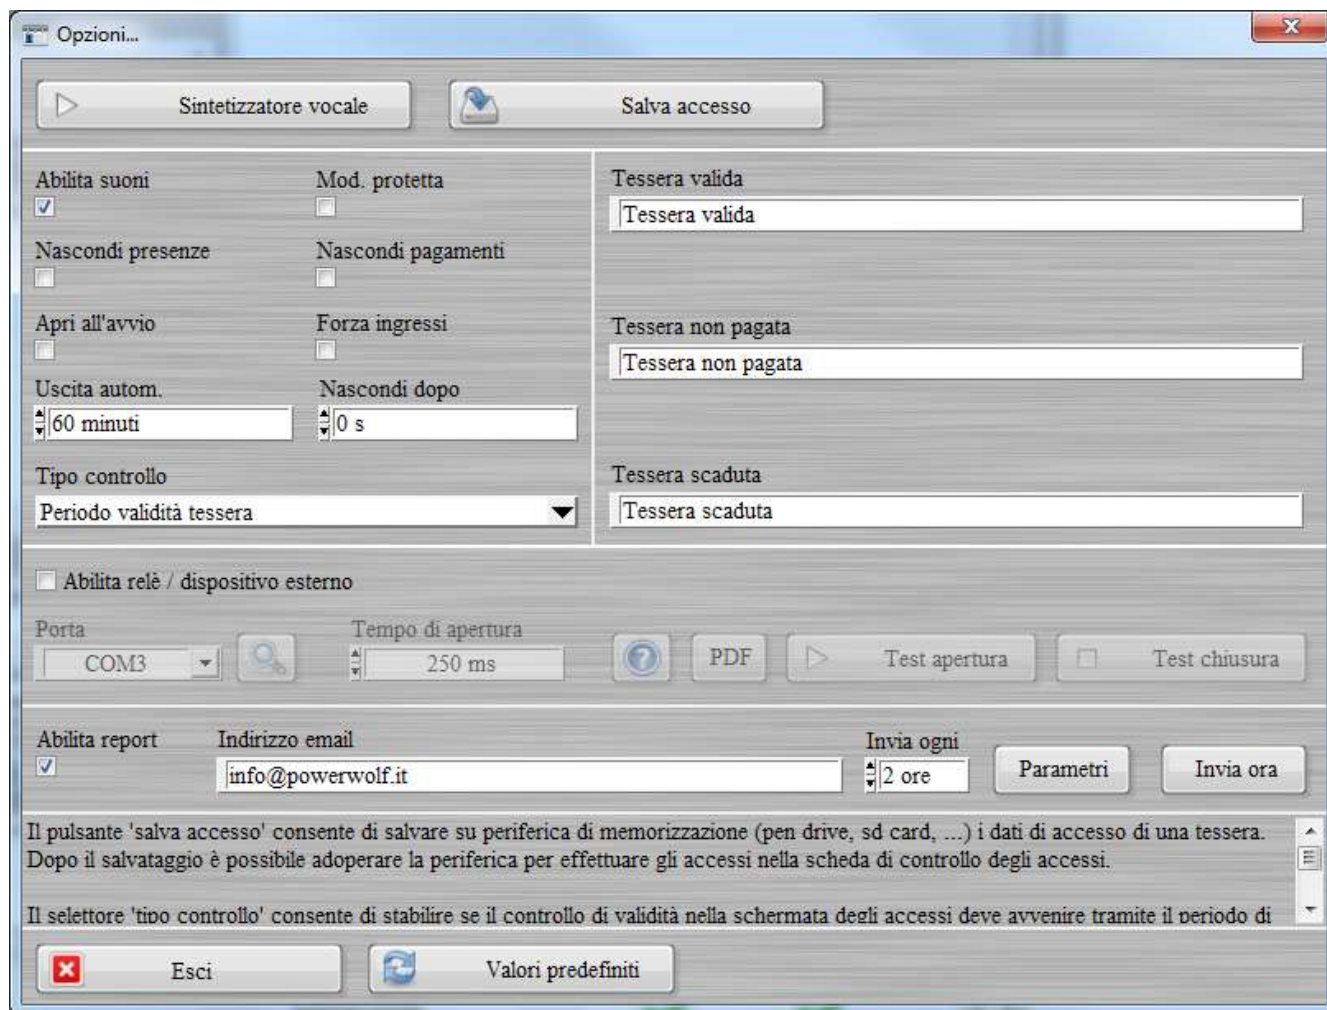 Opzioni...
Sintetizzatore vocale
Salva accesso
Abilita suoni
Mod. protetta
Nascondi presenze
Nascondi pagamenti
Apri all'avvio
Forza ingressi
Uscita autom.
Nascondi dopo
60 minuti
0 s
Tipo controllo
Periodo validità tessera
Tessera valida
Tessera valida
Tessera non pagata
Tessera non pagata
Tessera scaduta
Tessera scaduta
Abilita relè / dispositivo esterno
Porta
Tempo di apertura
COM3
250 ms
PDF
Test apertura
Test chiusura
Abilita report
Indirizzo email
Invia ogni
info@powerwolf.it
2 ore
Parametri
Invia ora
Il pulsante 'salva accesso' consente di salvare su periferica di memorizzazione (pen drive, sd card, ...) i dati di accesso di una tessera.
Dopo il salvataggio è possibile adoperare la periferica per effettuare gli accessi nella scheda di controllo degli accessi.
Il selettore 'tipo controllo' consente di stabilire se il controllo di validità nella schermata degli accessi deve avvenire tramite il periodo di
Esci
Valori predefiniti